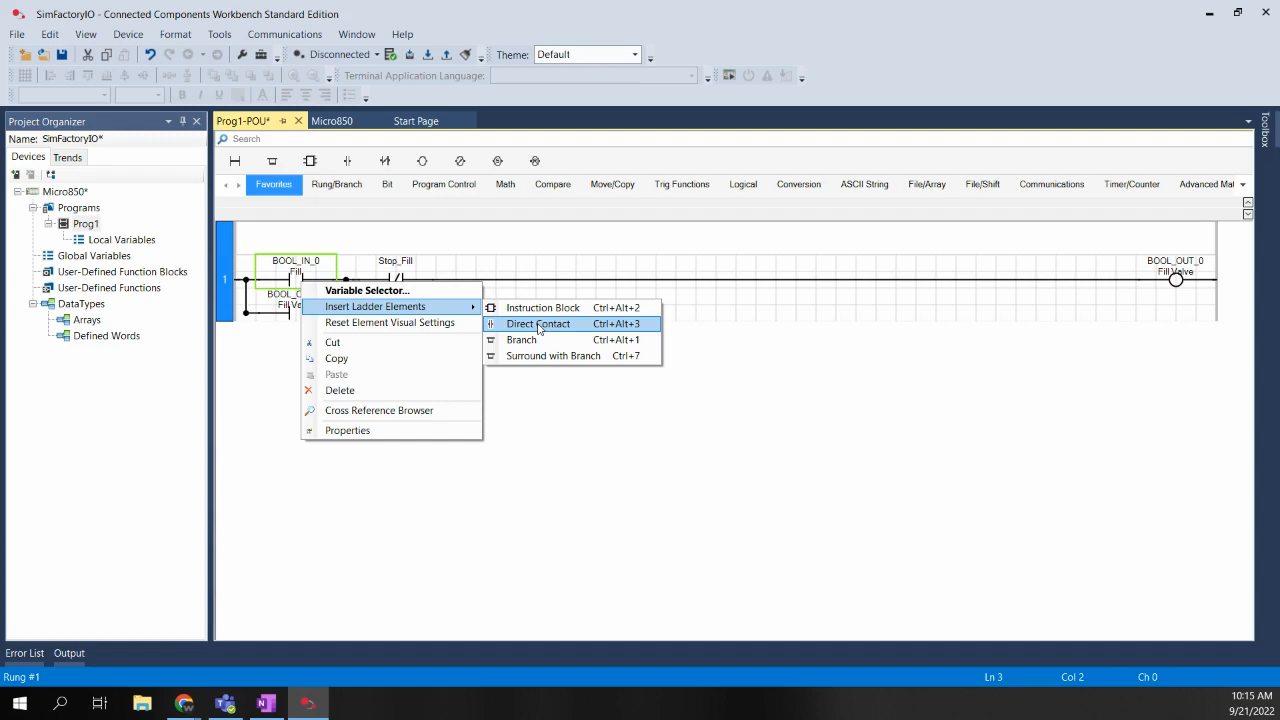 SimFactoryIO - Connected Components Workbench Standard Edition
File Edit View Device Format Tools Communications Window Help
Disconnected Theme: Default
Terminal Application Language:
Project Organizer
Name: SimFactoryIO*
Devices Trends
Micro850*
Programs
Prog1
Local Variables
Global Variables
User-Defined Function Blocks
User-Defined Functions
DataTypes
Arrays
Defined Words
Prog1-POU* Micro850 Start Page
Search
Favorites Rung/Branch Bit Program Control Math Compare Move/Copy Trig Functions Logical Conversion ASCII String File/Array File/Shift Communications Timer/Counter Advanced Mat
1
BOOL_IN_0
Fill
Stop_Fill
BOOL_OUT_0
Fill Valve
Variable Selector...
Insert Ladder Elements
Reset Element Visual Settings
Cut
Copy
Paste
Delete
Cross Reference Browser
Properties
Instruction Block Ctrl+Alt+2
Direct Contact Ctrl+Alt+3
Branch Ctrl+Alt+1
Surround with Branch Ctrl+7
Toolbox
Error List Output
Rung #1 Ln 3 Col 2 Ch 0
10:15 AM
9/21/2022